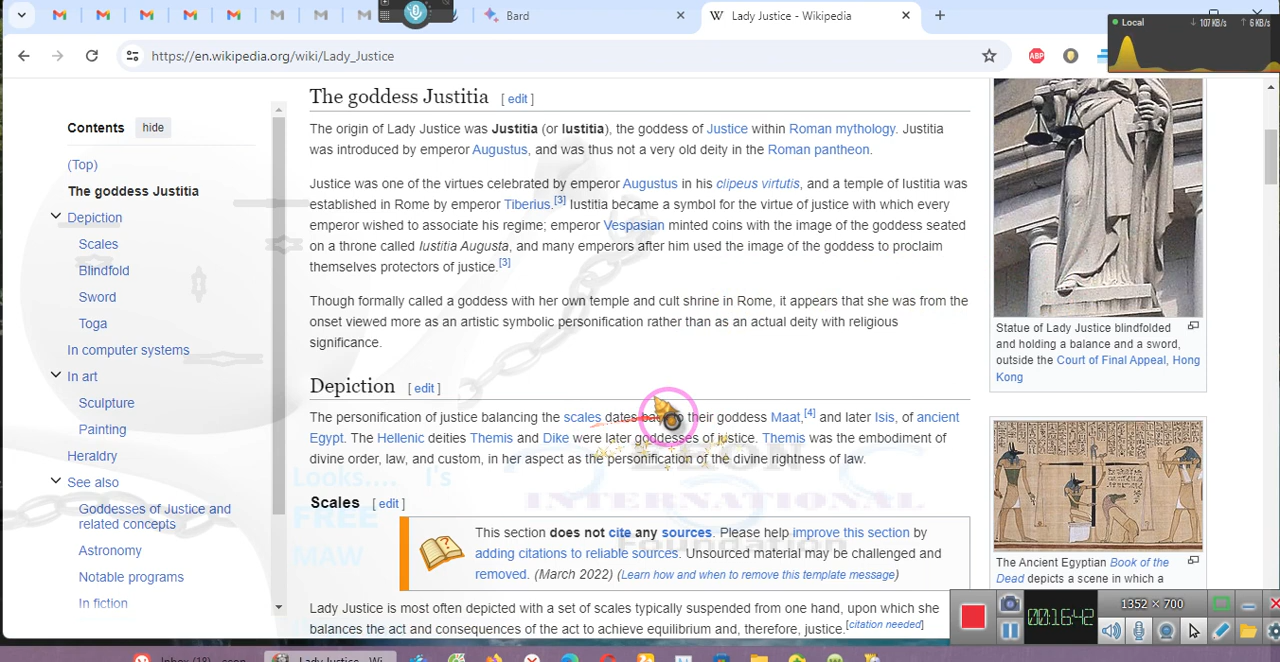 Bard
Lady Justice - Wikipedia
Local
107 KB/s
6 KB/s
https://en.wikipedia.org/wiki/Lady_Justice
ABP
Contents hide
(Top)
The goddess Justitia
Depiction
Scales
Blindfold
Sword
Toga
In computer systems
In art
Sculpture
Painting
Heraldry
See also
Goddesses of Justice and
related concepts
Astronomy
Notable programs
In fiction
The goddess Justitia [ edit ]
The origin of Lady Justice was Justitia (or Iustitia), the goddess of Justice within Roman mythology. Justitia
was introduced by emperor Augustus, and was thus not a very old deity in the Roman pantheon.
Justice was one of the virtues celebrated by emperor Augustus in his clipeus virtutis, and a temple of Iustitia was
established in Rome by emperor Tiberius.[3] Iustitia became a symbol for the virtue of justice with which every
emperor wished to associate his regime; emperor Vespasian minted coins with the image of the goddess seated
on a throne called Iustitia Augusta, and many emperors after him used the image of the goddess to proclaim
themselves protectors of justice.[3]
Though formally called a goddess with her own temple and cult shrine in Rome, it appears that she was from the
onset viewed more as an artistic symbolic personification rather than as an actual deity with religious
significance.
Depiction [ edit ]
The personification of justice balancing the scales dates their goddess Maat,[4] and later Isis, of ancient
Egypt. The Hellenic deities Themis and Dike were later goddesses of justice. Themis was the embodiment of
divine order, law, and custom, in her aspect as the personification of the divine rightness of law.
Scales [ edit ]
This section does not cite any sources. Please help improve this section by
adding citations to reliable sources. Unsourced material may be challenged and
removed. (March 2022) (Learn how and when to remove this template message)
Lady Justice is most often depicted with a set of scales typically suspended from one hand, upon which she
balances the act and consequences not to achieve equilibrium and, therefore, justice.[citation needed]
Statue of Lady Justice blindfolded
and holding a balance and a sword,
outside the Court of Final Appeal, Hong
Kong
The Ancient Egyptian Book of the
Dead depicts a scene in which a
FREE
MAW
INTERNATIONAL
Foundation
00:16:42
1352 × 700
Inbox (18)
Lady Justice - Wi